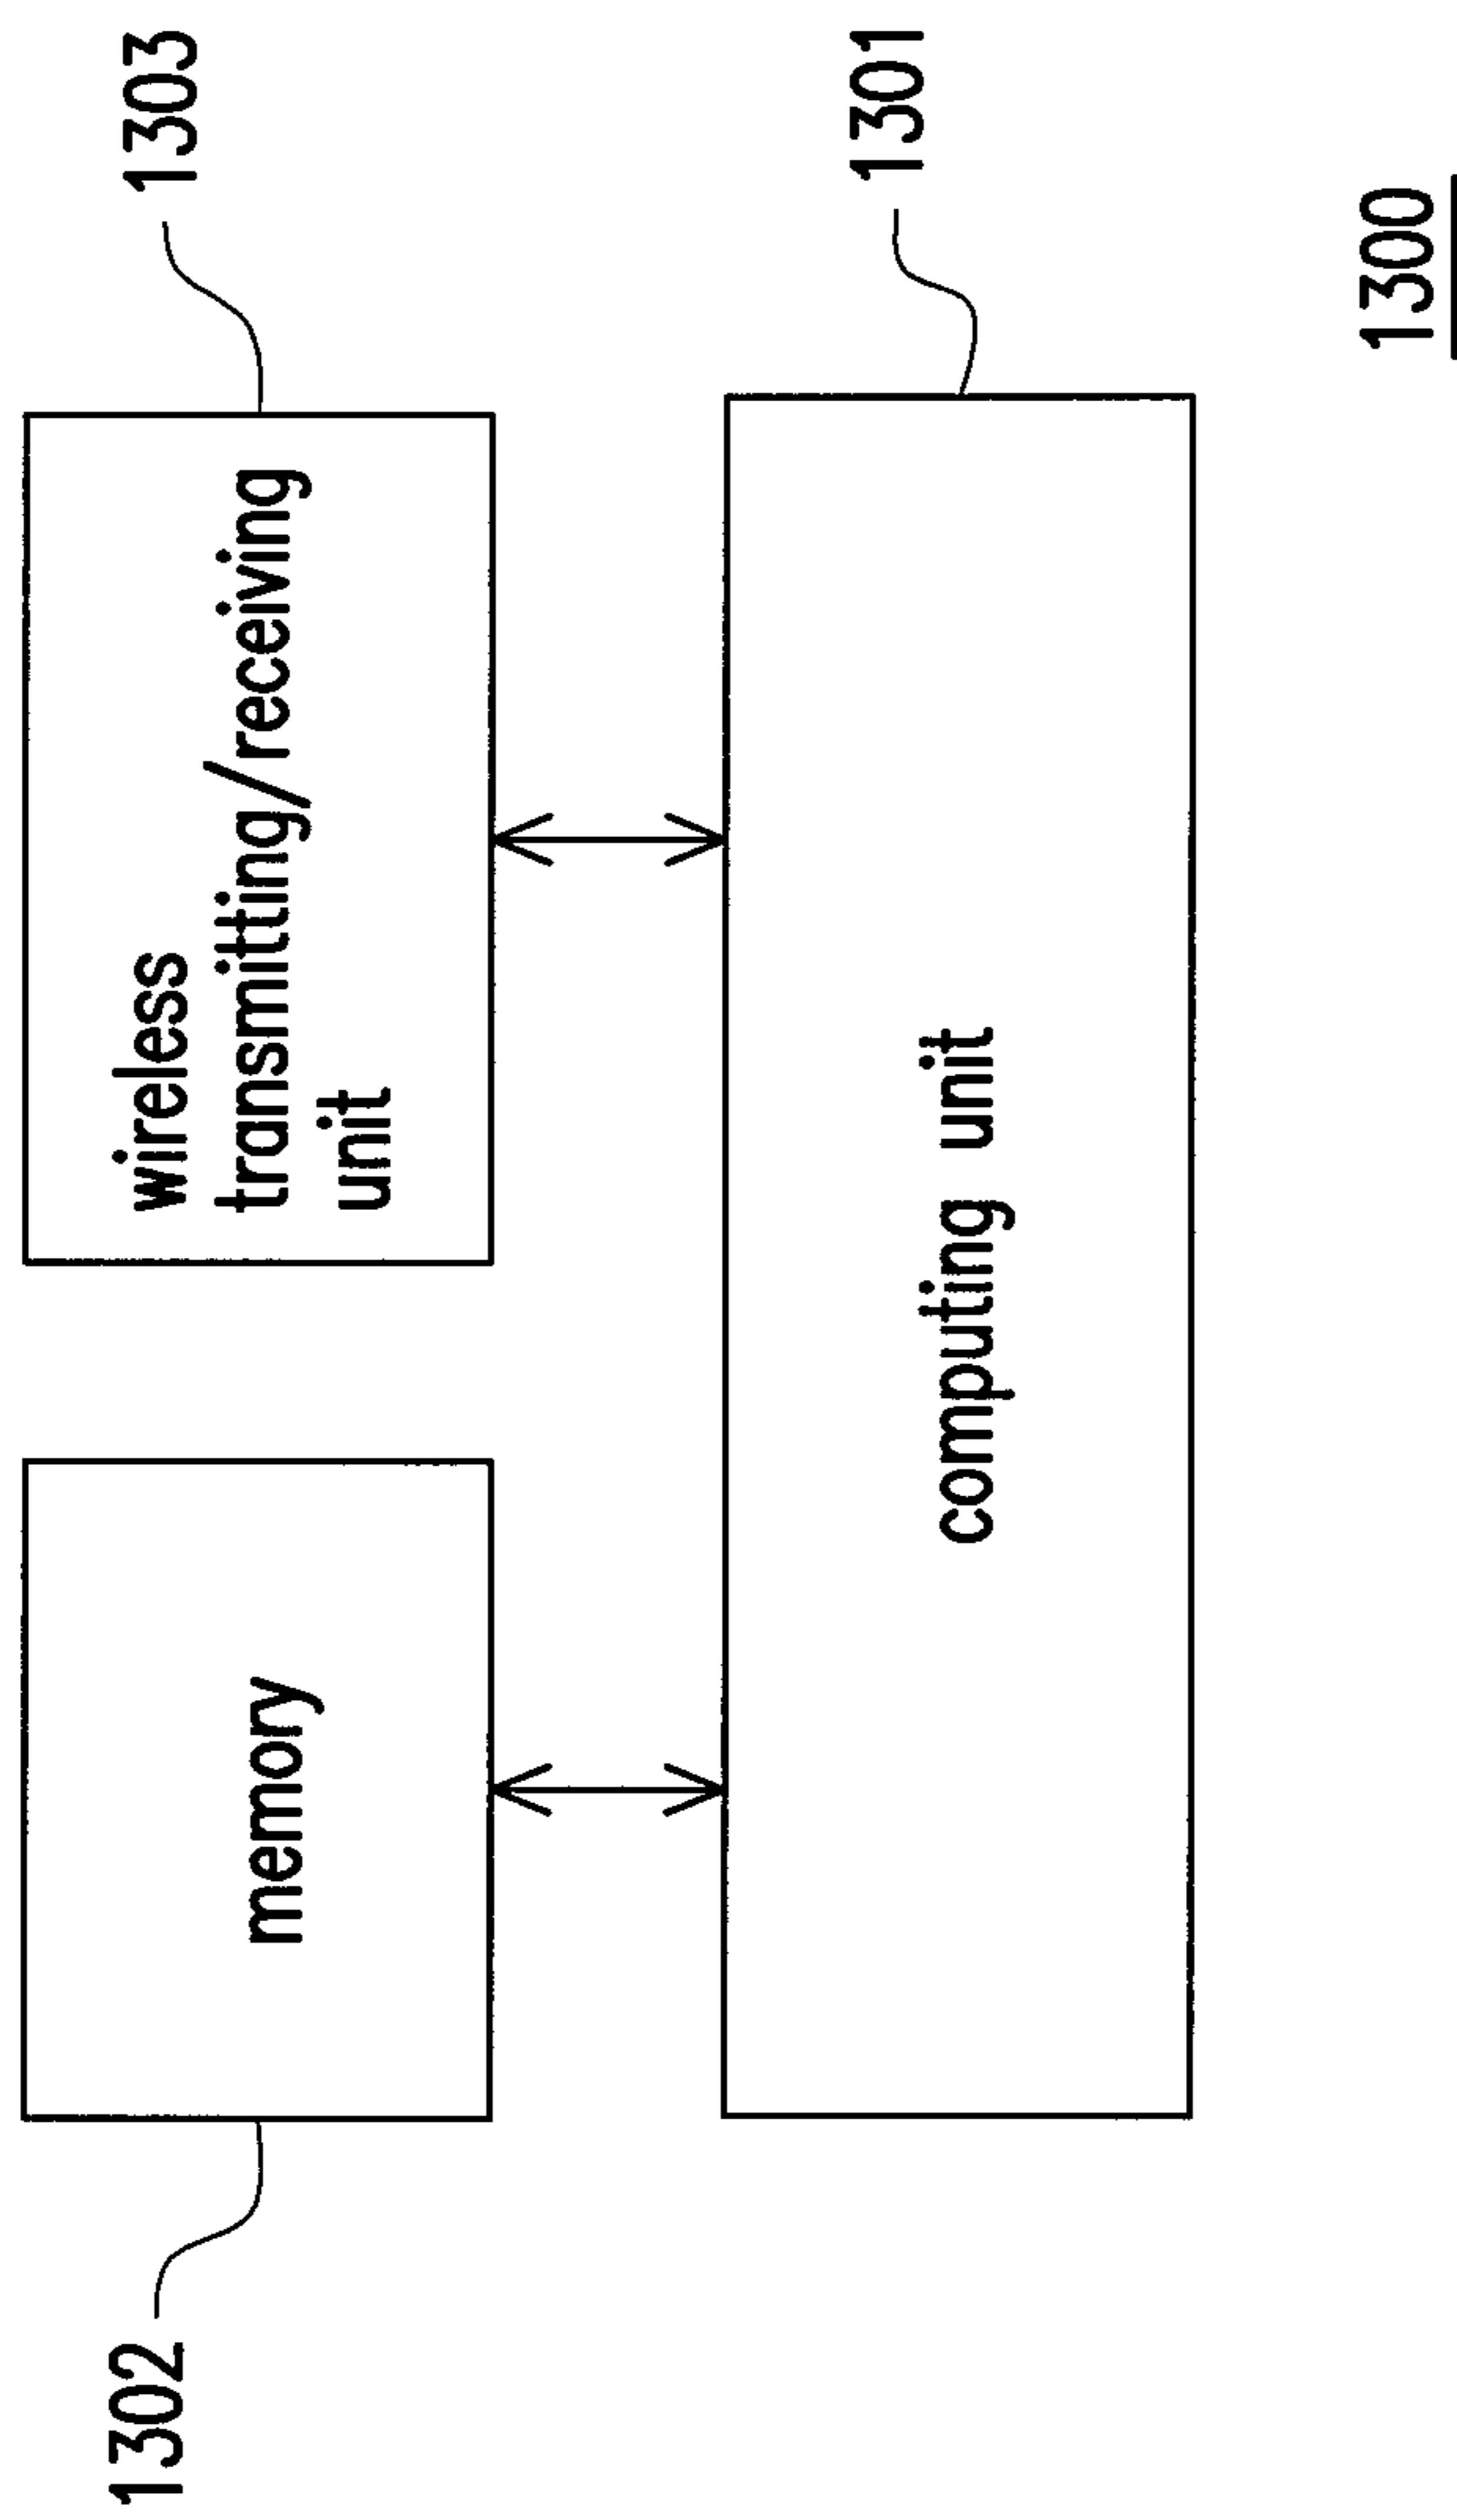 1302
memory
wireless
transmitting/receiving
unit
1303
computing unit
1301
1300